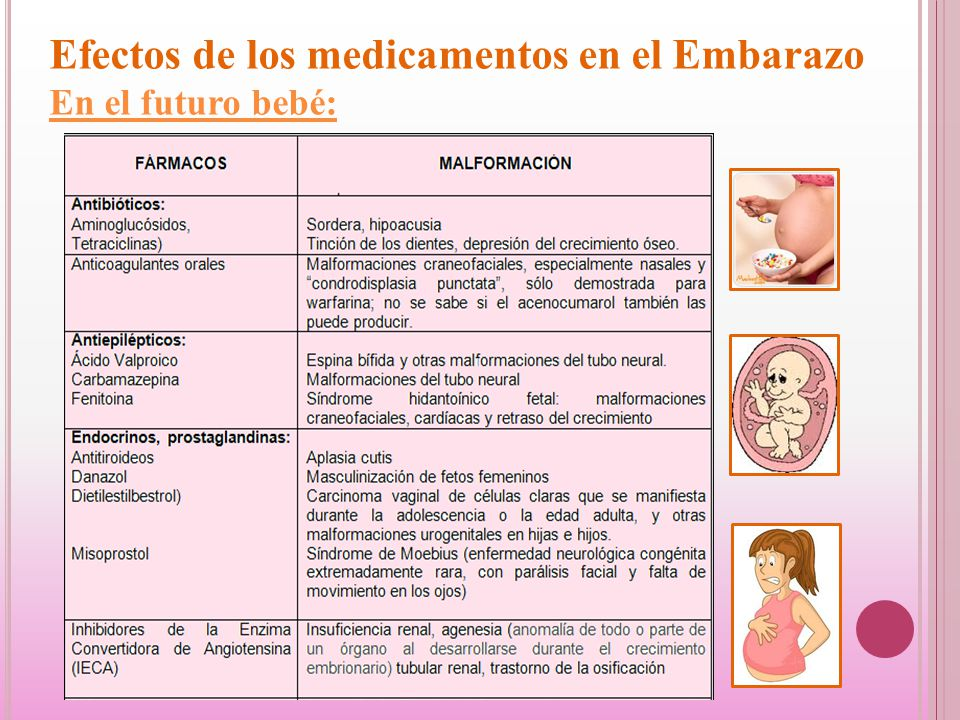 Efectos de los medicamentos en el Embarazo
En el futuro bebé:
FÁRMACOS
MALFORMACIÓN
Antibióticos:
Aminoglucósidos,
Sordera, hipoacusia
Tetraciclinas)
Tinción de los dientes, depresión del crecimiento óseo.
Anticoagulantes orales
Malformaciones craneofaciales, especialmente nasales y
“condrodisplasia punctata”, sólo demostrada para
warfarina; no se sabe si el acenocumarol también las
puede producir.
Antiepilépticos:
Ácido Valproico
Espina bífida y otras malformaciones del tubo neural.
Carbamazepina
Malformaciones del tubo neural
Fenitoina
Síndrome hidantoínico fetal: malformaciones
craneofaciales, cardíacas y retraso del crecimiento
Endocrinos, prostaglandinas:
Antitiroideos
Aplasia cutis
Danazol
Masculinización de fetos femeninos
Dietilestilbestrol)
Carcinoma vaginal de células claras que se manifiesta
durante la adolescencia o la edad adulta, y otras
malformaciones urogenitales en hijas e hijos.
Misoprostol
Síndrome de Moebius (enfermedad neurológica congénita
extremadamente rara, con parálisis facial y falta de
movimiento en los ojos)
Inhibidores de la Enzima
Convertidora de Angiotensina
(IECA)
Insuficiencia renal, agenesia (anomalía de todo o parte de
un órgano al desarrollarse durante el crecimiento
embrionario) tubular renal, trastorno de la osificación